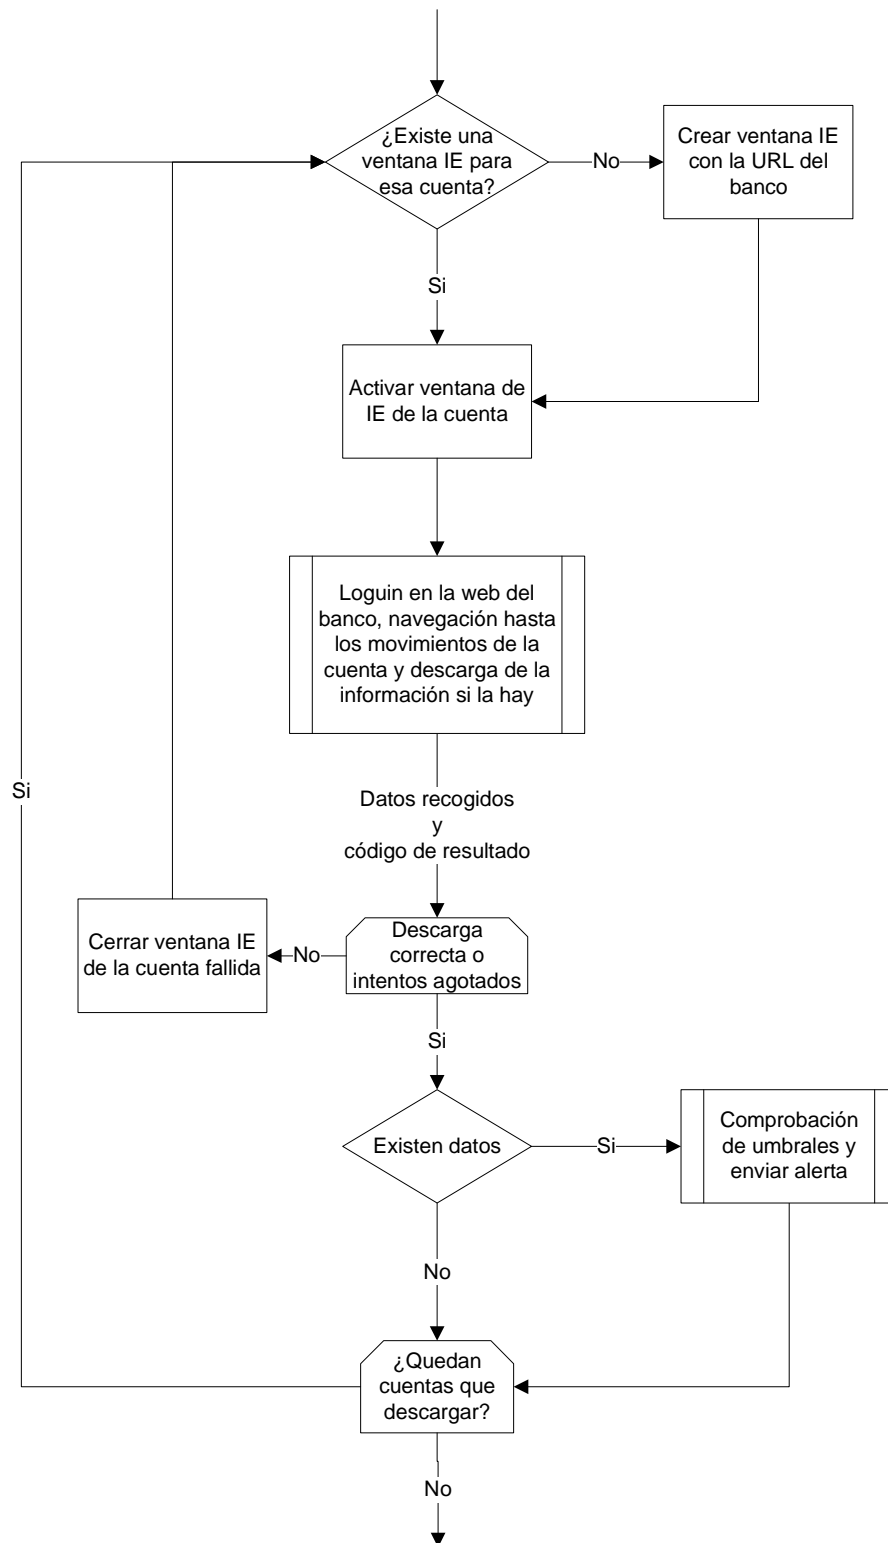 ¿Existe una
ventana IE para
esa cuenta?
No
Crear ventana IE
con la URL del
banco
Si
Activar ventana de
IE de la cuenta
Loguin en la web del
banco, navegación hasta
los movimientos de la
cuenta y descarga de la
información si la hay
Si
Datos recogidos
y
código de resultado
Cerrar ventana IE
de la cuenta fallida
No
Descarga
correcta o
intentos agotados
Si
Existen datos
Si
Comprobación
de umbrales y
enviar alerta
No
¿Quedan
cuentas que
descargar?
No